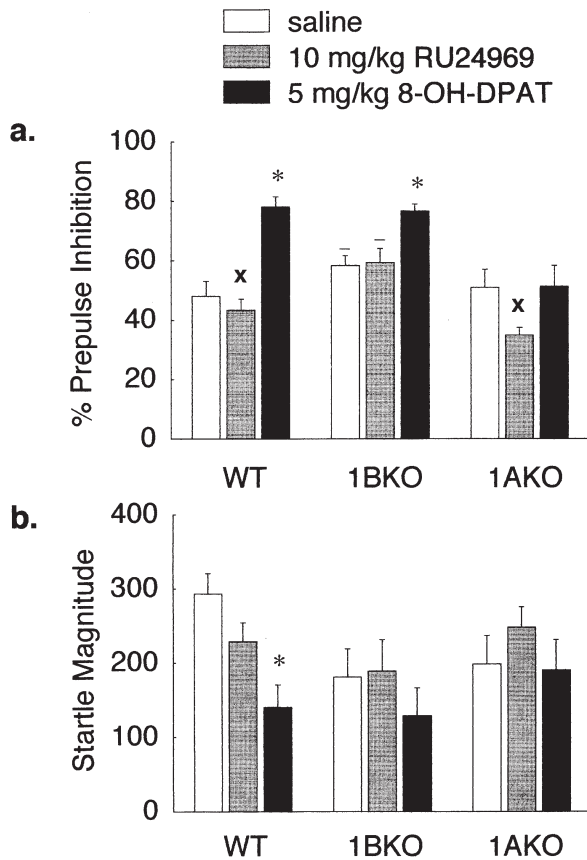 saline
10 mg/kg RU24969
5 mg/kg 8-OH-DPAT
a.
% Prepulse Inhibition
100
80
60
40
20
0
*
x
*
x
WT 1BKO 1AKO
b.
Startle Magnitude
400
300
200
100
0
*
WT 1BKO 1AKO